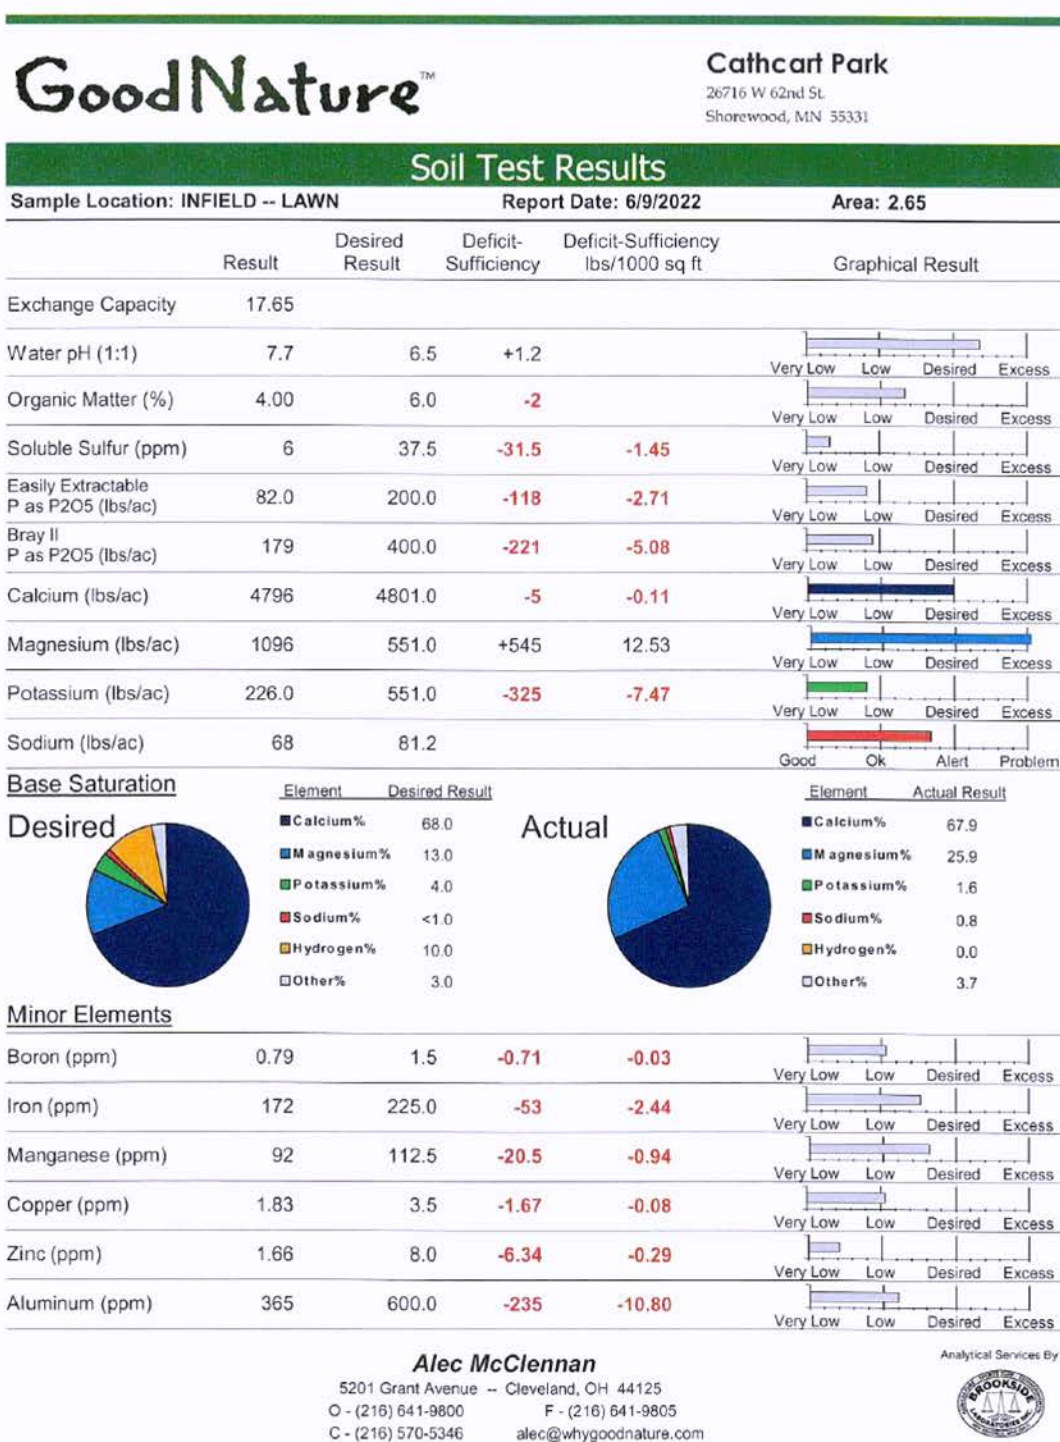 GoodNature™
Cathcart Park
26716 W 62nd St.
Shorewood, MN 55331
Soil Test Results
Sample Location: INFIELD -- LAWN Report Date: 6/9/2022 Area: 2.65
Result Desired Result Deficit-Sufficiency Deficit-Sufficiency lbs/1000 sq ft Graphical Result
Exchange Capacity 17.65
Water pH (1:1) 7.7 6.5 +1.2
Very Low Low Desired Excess
Organic Matter (%) 4.00 6.0 -2
Very Low Low Desired Excess
Soluble Sulfur (ppm) 6 37.5 -31.5 -1.45
Very Low Low Desired Excess
Easily Extractable
P as P2O5 (lbs/ac) 82.0 200.0 -118 -2.71
Very Low Low Desired Excess
Bray II
P as P2O5 (lbs/ac) 179 400.0 -221 -5.08
Very Low Low Desired Excess
Calcium (lbs/ac) 4796 4801.0 -5 -0.11
Very Low Low Desired Excess
Magnesium (lbs/ac) 1096 551.0 +545 12.53
Very Low Low Desired Excess
Potassium (lbs/ac) 226.0 551.0 -325 -7.47
Very Low Low Desired Excess
Sodium (lbs/ac) 68 81.2
Good Ok Alert Problem
Base Saturation
Desired
Element Desired Result
Calcium% 68.0
Magnesium% 13.0
Potassium% 4.0
Sodium% <1.0
Hydrogen% 10.0
Other% 3.0
Actual
Element Actual Result
Calcium% 67.9
Magnesium% 25.9
Potassium% 1.6
Sodium% 0.8
Hydrogen% 0.0
Other% 3.7
Minor Elements
Boron (ppm) 0.79 1.5 -0.71 -0.03
Very Low Low Desired Excess
Iron (ppm) 172 225.0 -53 -2.44
Very Low Low Desired Excess
Manganese (ppm) 92 112.5 -20.5 -0.94
Very Low Low Desired Excess
Copper (ppm) 1.83 3.5 -1.67 -0.08
Very Low Low Desired Excess
Zinc (ppm) 1.66 8.0 -6.34 -0.29
Very Low Low Desired Excess
Aluminum (ppm) 365 600.0 -235 -10.80
Very Low Low Desired Excess
Alec McClennan
5201 Grant Avenue -- Cleveland, OH 44125
O - (216) 641-9800 F - (216) 641-9805
C - (216) 570-5346 alec@whygoodnature.com
Analytical Services By
BROOKSIDE
LABORATORIES INC.